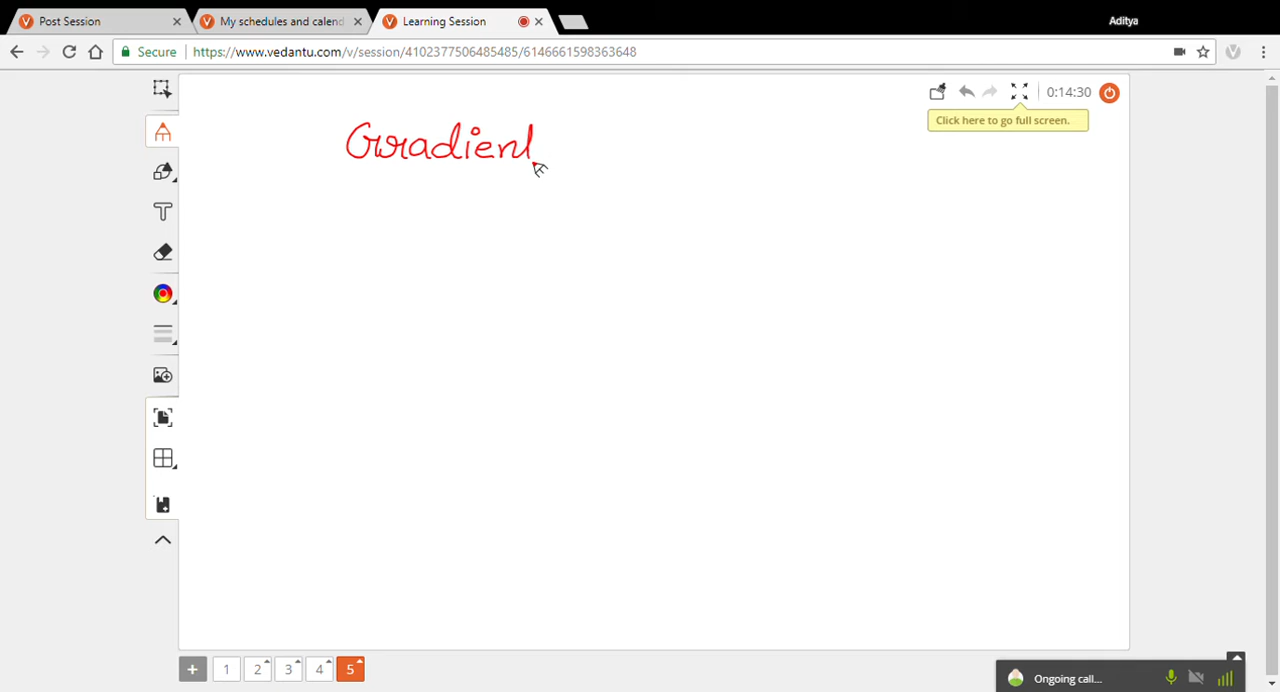 Post Session
My schedules and calend
Learning Session
Aditya
Secure
https://www.vedantu.com/v/session/4102377506485485/6146661598363648
0:14:30
Click here to go full screen.
Gradient
1
2
3
4
5
Ongoing call...